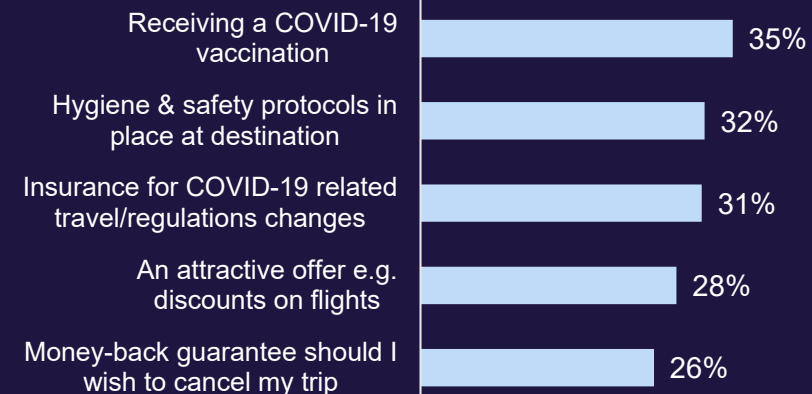 Receiving a COVID-19
vaccination
35%
Hygiene & safety protocols in
place at destination
32%
Insurance for COVID-19 related
travel/regulations changes
31%
An attractive offer e.g.
discounts on flights
28%
Money-back guarantee should I
wish to cancel my trip
26%